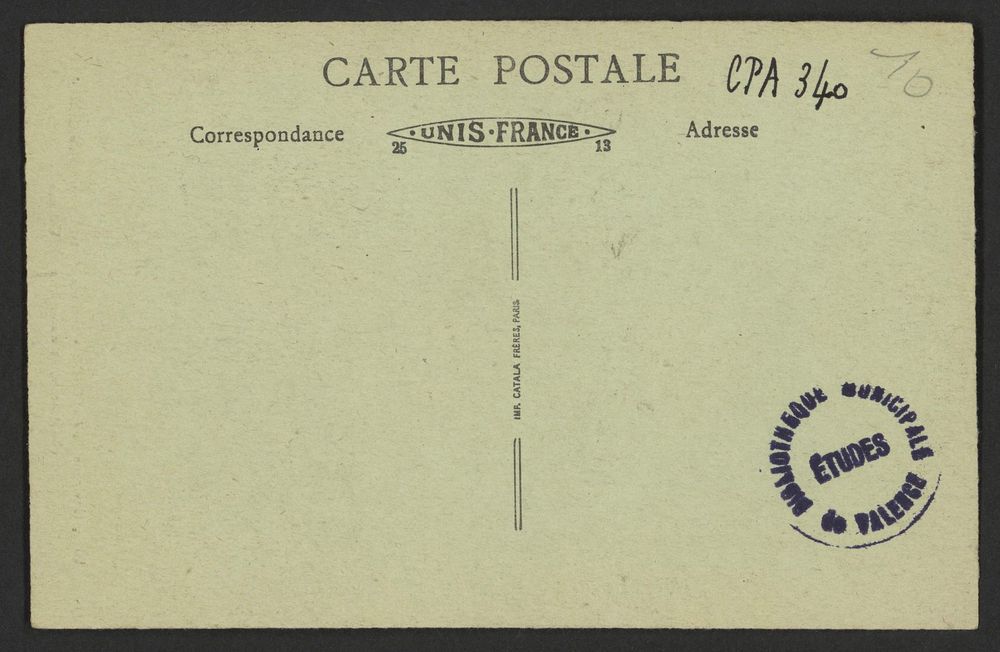 CARTE POSTALE
CPA 340
10
Correspondance
· UNIS · FRANCE ·
25 13
Adresse
IMP. CATALA FRÈRES, PARIS
BIBLIOTHEQUE MUNICIPALE
ÉTUDES
de VALENCE